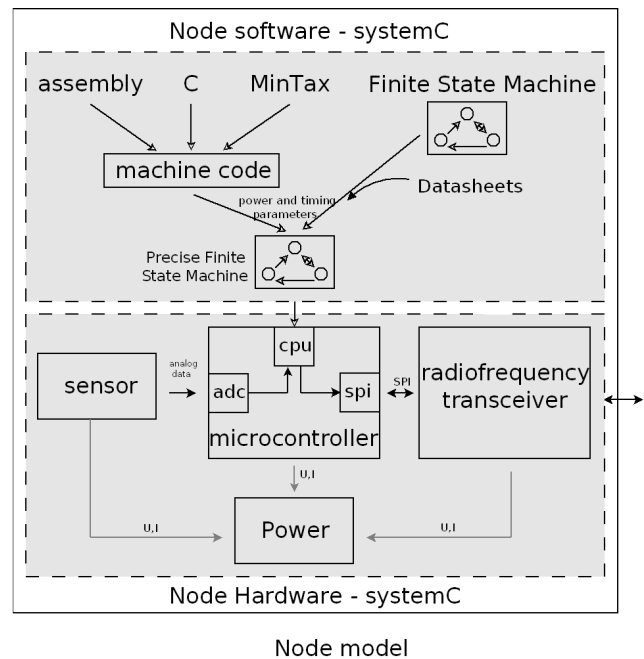 Node software - systemC
assembly C MinTax Finite State Machine
machine code
Datasheets
power and timing
parameters
Precise Finite
State Machine
cpu
sensor
analog
data
adc
spi
SPI
radiofrequency
transceiver
microcontroller
U,I
Power
U,I
U,I
Node Hardware - systemC
Node model